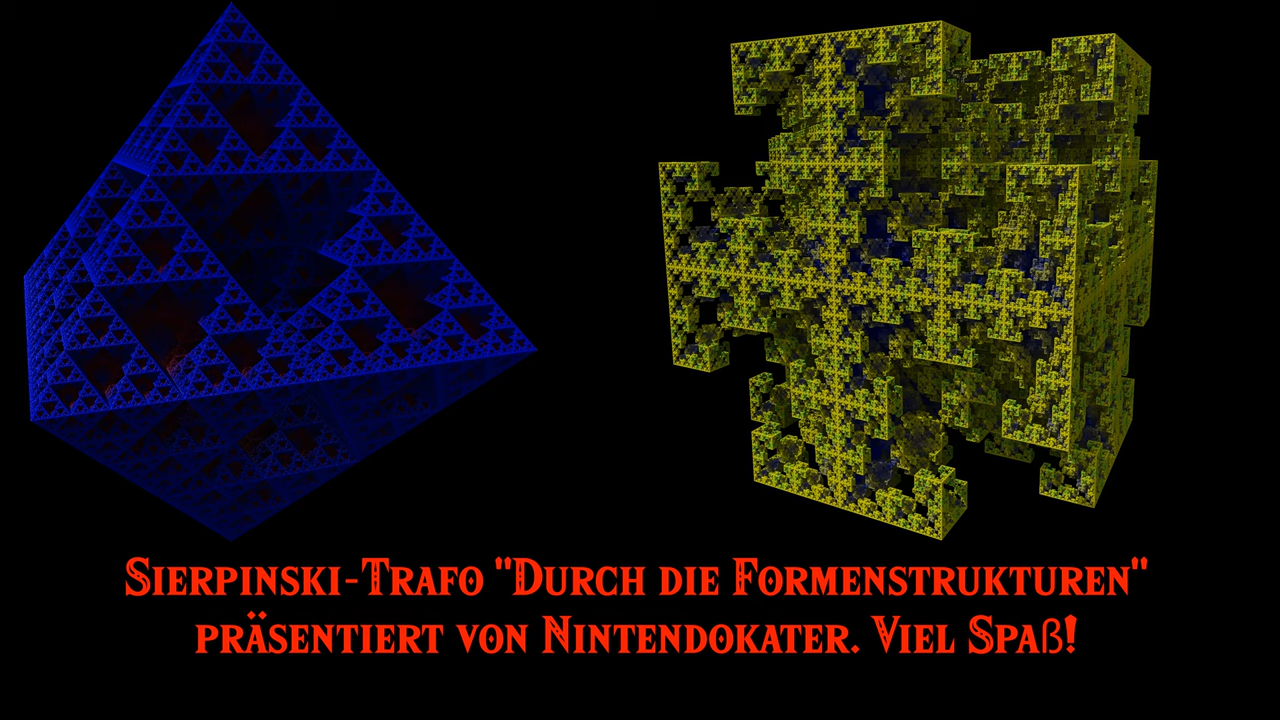 Sierpinski-Trafo "Durch die Formenstrukturen"
präsentiert von Nintendokater. Viel Spaß!